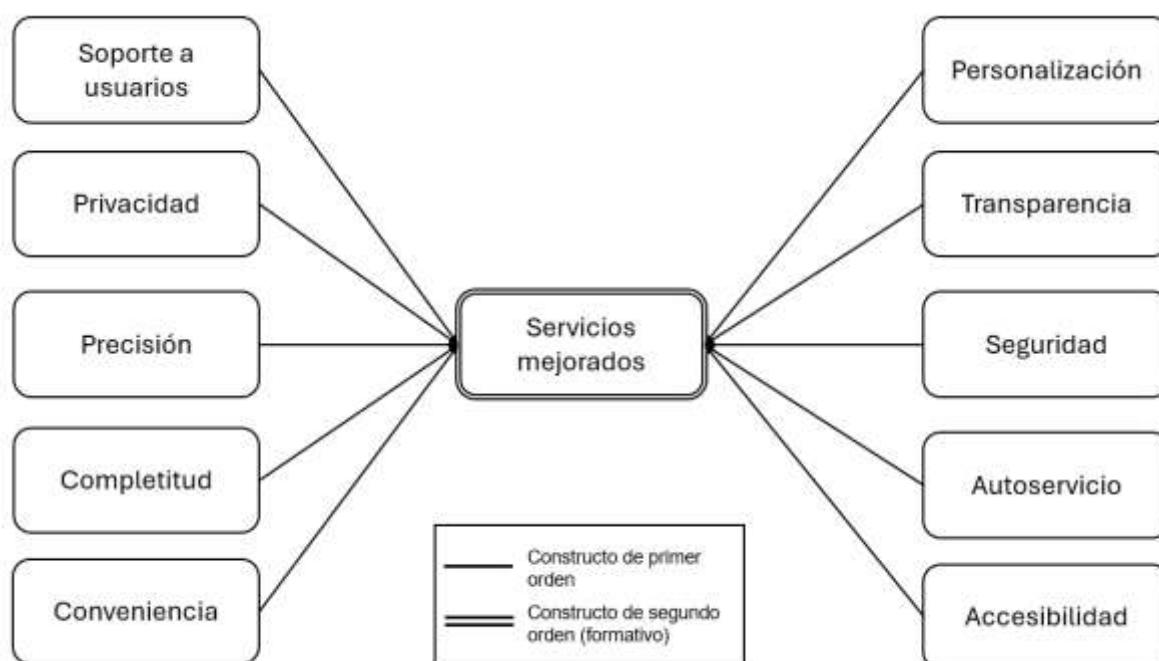 Soporte a
usuarios
Privacidad
Precisión
Completitud
Conveniencia
Servicios
mejorados
Personalización
Transparencia
Seguridad
Autoservicio
Accesibilidad
Constructo de primer
orden
Constructo de segundo
orden (formativo)